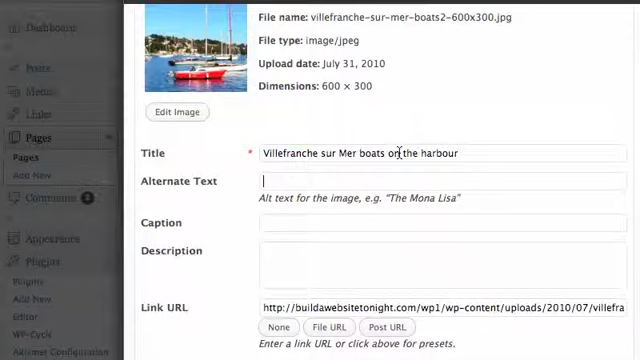 File name: villefranche-sur-mer-boats2-600x300.jpg
Dashboard
File type: image/jpeg
Upload date: July 31, 2010
Posts
Dimensions: 600 × 300
Media
Edit Image
Links
Pages
Title * Villefranche sur Mer boats on the harbour
Pages
Alternate Text
Add New
Alt text for the image, e.g. "The Mona Lisa"
Comments
Caption
Appearance
Description
Plugins
Plugins
Add New
Link URL http://buildawebsitetonight.com/wp1/wp-content/uploads/2010/07/villefra
Editor
None File URL Post URL
WP-Cycle
Enter a link URL or click above for presets.
Akismet Configuration